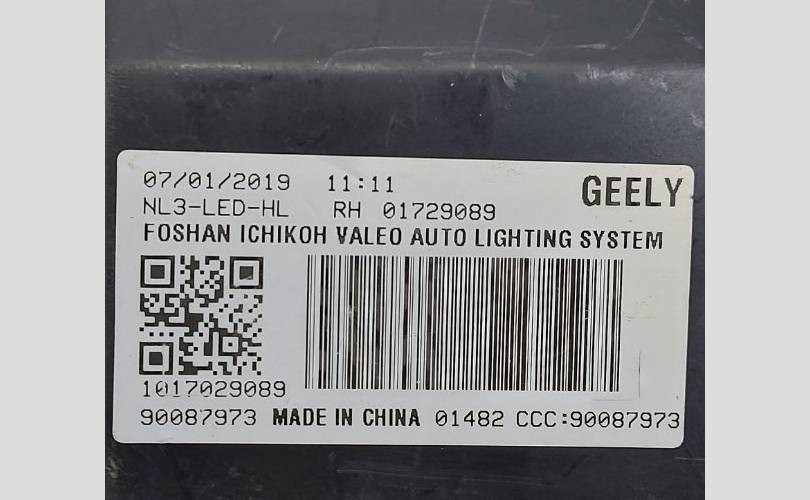 07/01/2019 11:11 GEELY
NL3-LED-HL RH 01729089
FOSHAN ICHIKOH VALEO AUTO LIGHTING SYSTEM
1017029089
90087973 MADE IN CHINA 01482 CCC:90087973